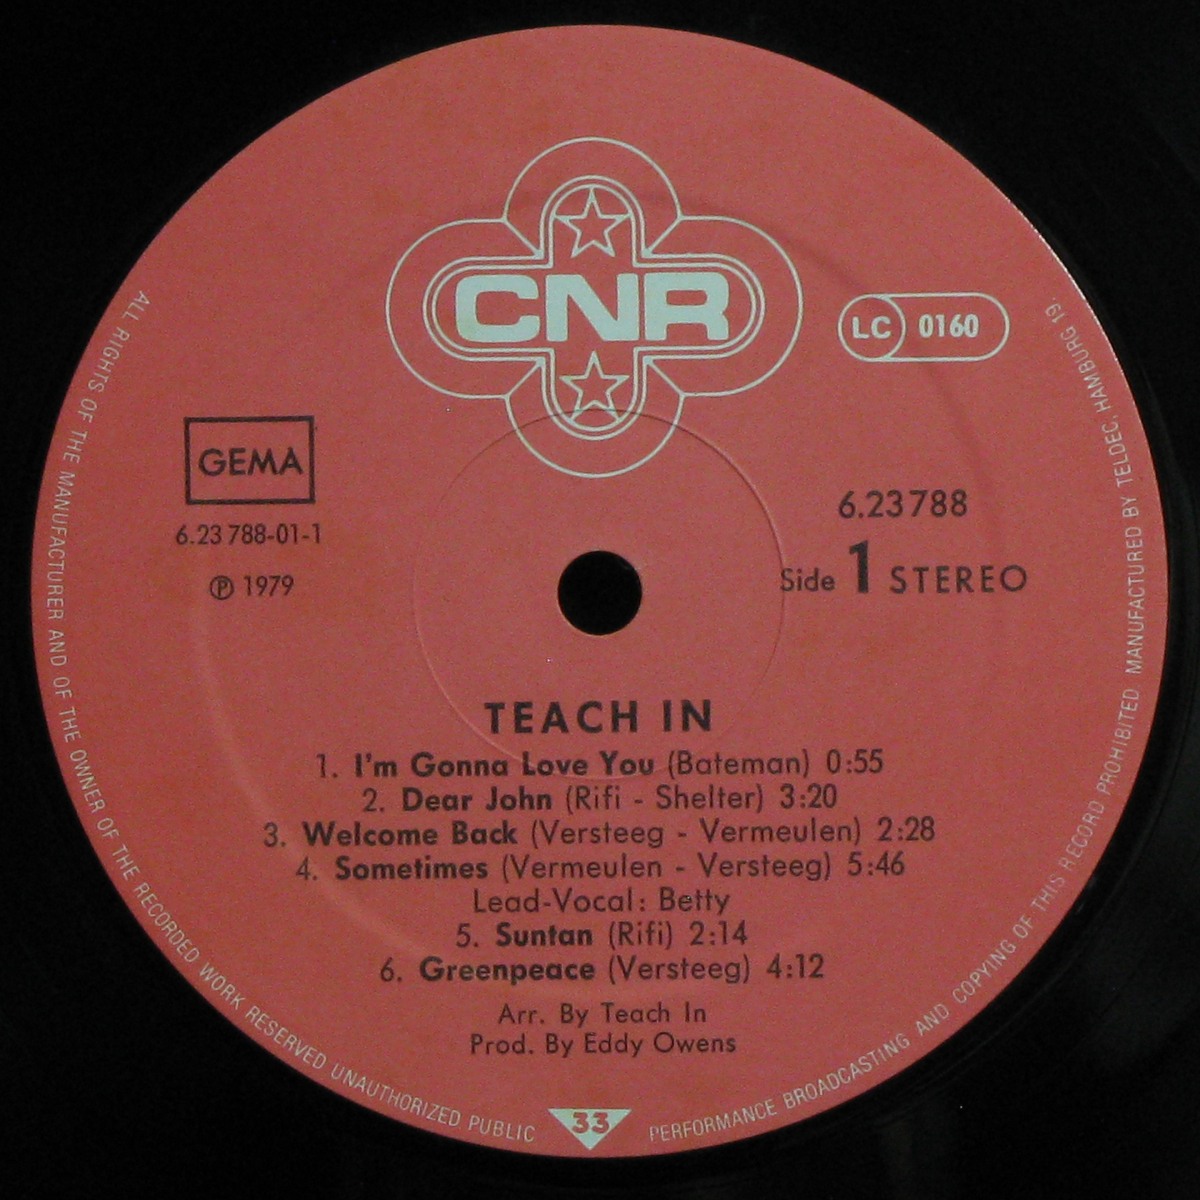 CNR
LC 0160
GEMA
6.23 788-01-1
℗ 1979
6.23788
Side 1 STEREO
TEACH IN
1. I'm Gonna Love You (Bateman) 0:55
2. Dear John (Rifi - Shelter) 3:20
3. Welcome Back (Versteeg - Vermeulen) 2:28
4. Sometimes (Vermeulen - Versteeg) 5:46
Lead-Vocal: Betty
5. Suntan (Rifi) 2:14
6. Greenpeace (Versteeg) 4:12
Arr. By Teach In
Prod. By Eddy Owens
33
ALL RIGHTS OF THE MANUFACTURER AND OF THE OWNER OF THE RECORDED WORK RESERVED UNAUTHORIZED PUBLIC PERFORMANCE BROADCASTING AND COPYING OF THIS RECORD PROHIBITED MANUFACTURED BY TELDEC, HAMBURG 19.